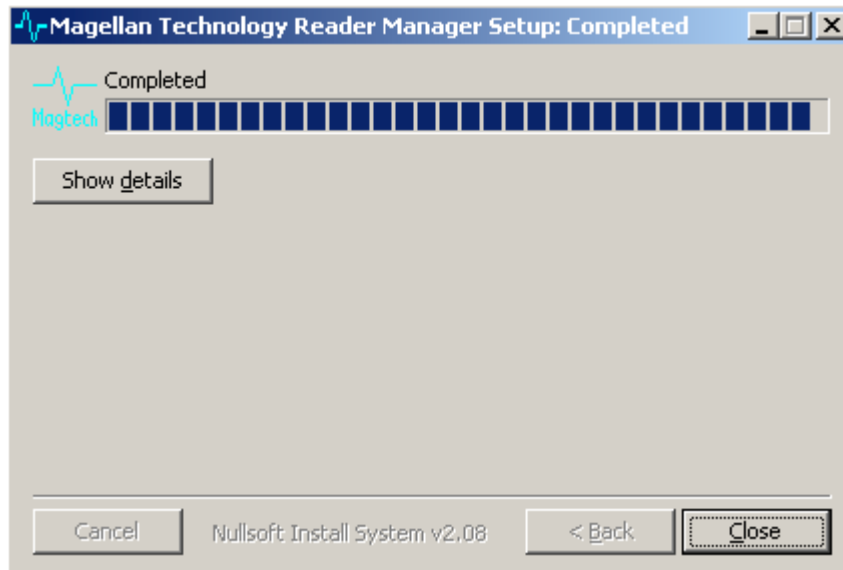 Magellan Technology Reader Manager Setup: Completed
Completed
Magtech
Show details
Cancel
Nullsoft Install System v2.08
< Back
Close